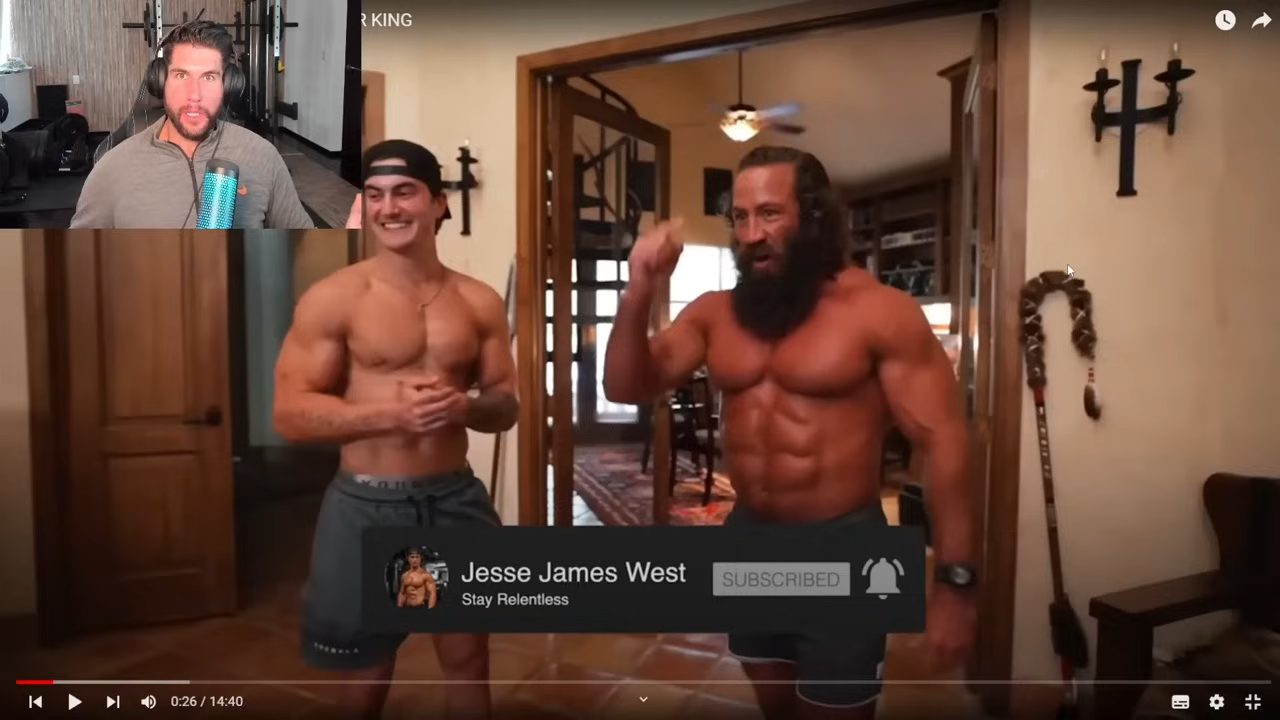 R KING
Jesse James West
SUBSCRIBED
Stay Relentless
0:26 / 14:40